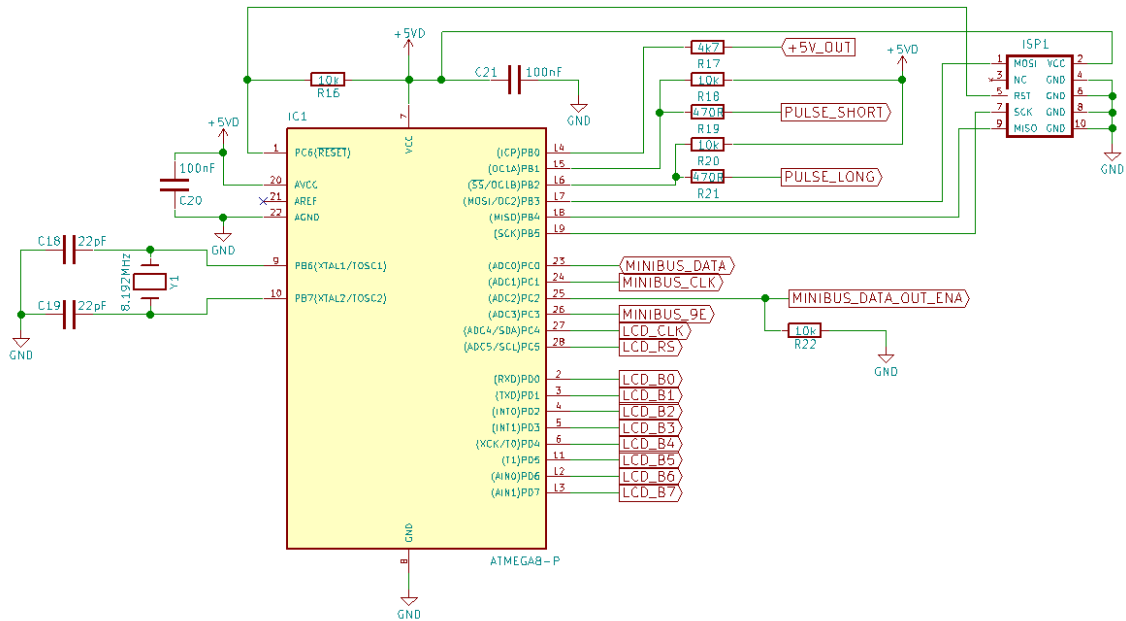 +5VD
10k
R16
C21
100nF
GND
4k7
R17
+5V_OUT
10k
R18
470R
R19
PULSE_SHORT
10k
R20
470R
R21
PULSE_LONG
+5VD
ISP1
1 MOSI VCC 2
3 NC GND 4
5 RST GND 6
7 SCK GND 8
9 MISO GND 10
GND
IC1
+5VD
100nF
C20
GND
C18 22pF
8.192MHz
Y1
C19 22pF
GND
7
VCC
1 PC6(RESET)
20 AVCC
21 AREF
22 AGND
9 PB6(XTAL1/TOSC1)
10 PB7(XTAL2/TOSC2)
(ICP)PB0 14
(OC1A)PB1 15
(SS/OC1B)PB2 16
(MOSI/OC2)PB3 17
(MISO)PB4 18
(SCK)PB5 19
(ADC0)PC0 23 MINIBUS_DATA
(ADC1)PC1 24 MINIBUS_CLK
(ADC2)PC2 25 MINIBUS_DATA_OUT_ENA
(ADC3)PC3 26 MINIBUS_9E
(ADC4/SDA)PC4 27 LCD_CLK
(ADC5/SCL)PC5 28 LCD_RS
10k
R22
GND
(RXD)PD0 2 LCD_B0
(TXD)PD1 3 LCD_B1
(INT0)PD2 4 LCD_B2
(INT1)PD3 5 LCD_B3
(XCK/T0)PD4 6 LCD_B4
(T1)PD5 11 LCD_B5
(AIN0)PD6 12 LCD_B6
(AIN1)PD7 13 LCD_B7
GND
8
ATMEGA8-P
GND